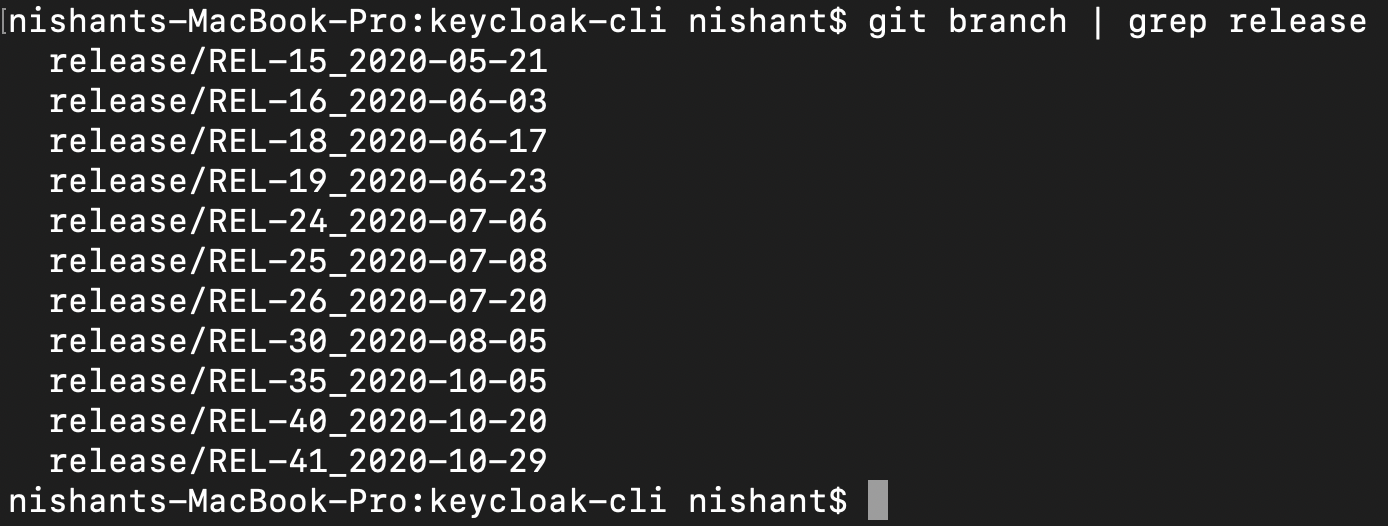 [nishants-MacBook-Pro:keycloak-cli nishant$ git branch | grep release
  release/REL-15_2020-05-21
  release/REL-16_2020-06-03
  release/REL-18_2020-06-17
  release/REL-19_2020-06-23
  release/REL-24_2020-07-06
  release/REL-25_2020-07-08
  release/REL-26_2020-07-20
  release/REL-30_2020-08-05
  release/REL-35_2020-10-05
  release/REL-40_2020-10-20
  release/REL-41_2020-10-29
nishants-MacBook-Pro:keycloak-cli nishant$